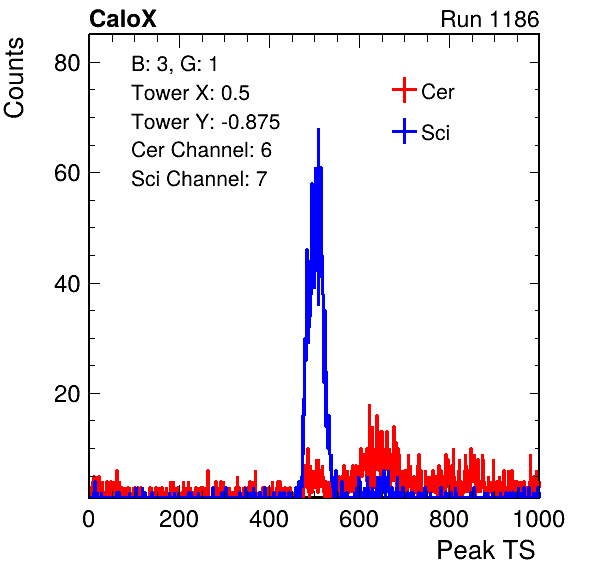 CaloX Run 1186
Counts
B: 3, G: 1
Tower X: 0.5
Tower Y: -0.875
Cer Channel: 6
Sci Channel: 7
Cer
Sci
80
60
40
20
0 200 400 600 800 1000
Peak TS